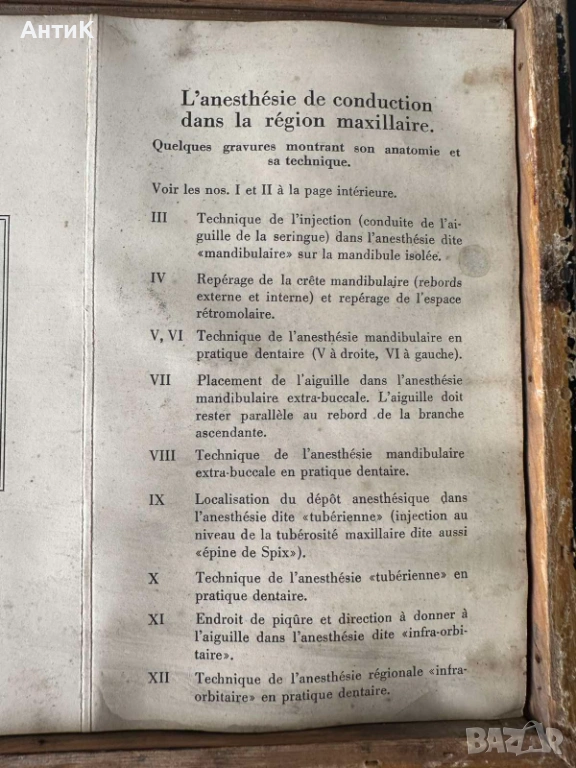 АнтиК
L'anesthésie de conduction
dans la région maxillaire.
Quelques gravures montrant son anatomie et
sa technique.
Voir les nos. I et II à la page intérieure.
III Technique de l'injection (conduite de l'ai-
guille de la seringue) dans l'anesthésie dite
«mandibulaire» sur la mandibule isolée.
IV Repérage de la crête mandibulaire (rebords
externe et interne) et repérage de l'espace
rétromolaire.
V, VI Technique de l'anesthésie mandibulaire en
pratique dentaire (V à droite, VI à gauche).
VII Placement de l'aiguille dans l'anesthésie
mandibulaire extra-buccale. L'aiguille doit
rester parallèle au rebord de la branche
ascendante.
VIII Technique de l'anesthésie mandibulaire
extra-buccale en pratique dentaire.
IX Localisation du dépôt anesthésique dans
l'anesthésie dite «tubérienne» (injection au
niveau de la tubérosité maxillaire dite aussi
«épine de Spix»).
X Technique de l'anesthésie «tubérienne» en
pratique dentaire.
XI Endroit de piqûre et direction à donner à
l'aiguille dans l'anesthésie dite «infra-orbi-
taire».
XII Technique de l'anesthésie régionale «infra-
orbitaire» en pratique dentaire.
BAZAR